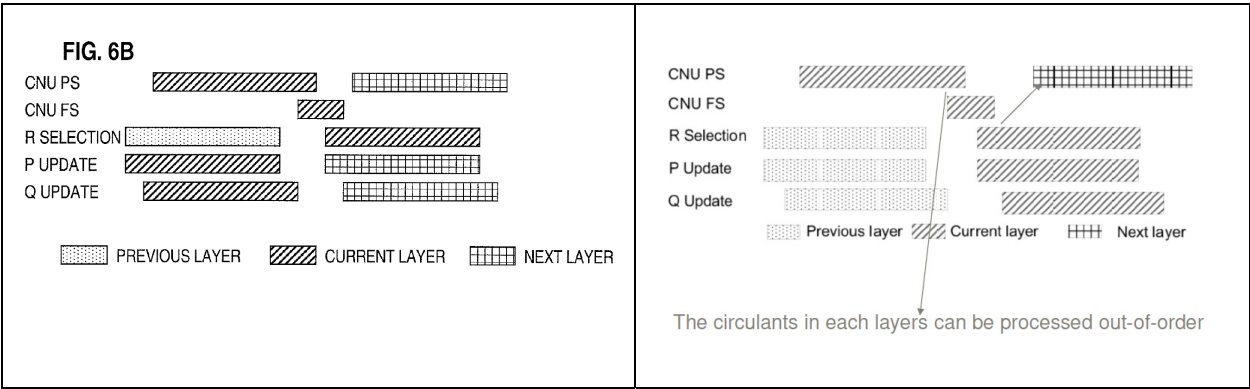 FIG. 6B
CNU PS
CNU FS
R SELECTION
P UPDATE
Q UPDATE
PREVIOUS LAYER CURRENT LAYER NEXT LAYER
CNU PS
CNU FS
R Selection
P Update
Q Update
Previous layer Current layer Next layer
The circulants in each layers can be processed out-of-order